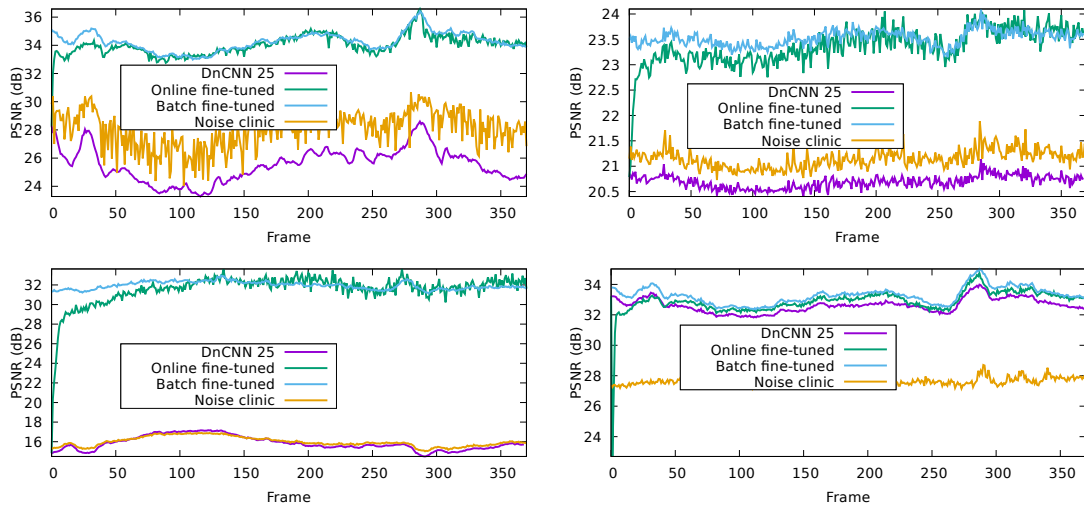 36
34
32
30
28
26
24
PSNR (dB)
DnCNN 25
Online fine-tuned
Batch fine-tuned
Noise clinic
0 50 100 150 200 250 300 350
Frame
24
23.5
23
22.5
22
21.5
21
20.5
PSNR (dB)
DnCNN 25
Online fine-tuned
Batch fine-tuned
Noise clinic
0 50 100 150 200 250 300 350
Frame
32
28
24
20
16
PSNR (dB)
DnCNN 25
Online fine-tuned
Batch fine-tuned
Noise clinic
0 50 100 150 200 250 300 350
Frame
34
32
30
28
26
24
PSNR (dB)
DnCNN 25
Online fine-tuned
Batch fine-tuned
Noise clinic
0 50 100 150 200 250 300 350
Frame